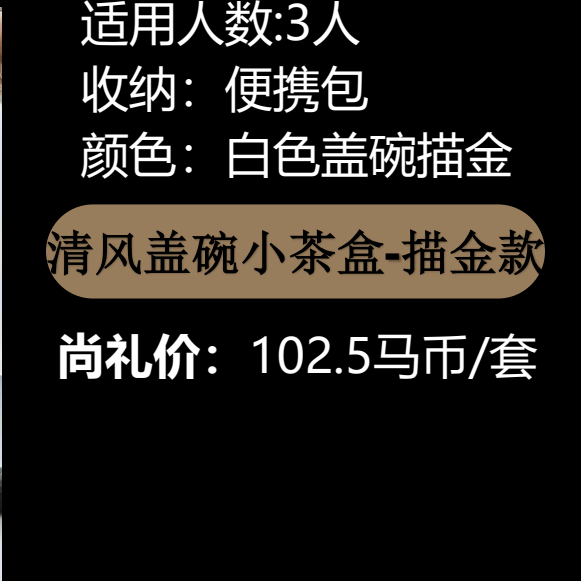 适用人数:3人
收纳：便携包
颜色：白色盖碗描金
清风盖碗小茶盒-描金款
尚礼价：102.5马币/套